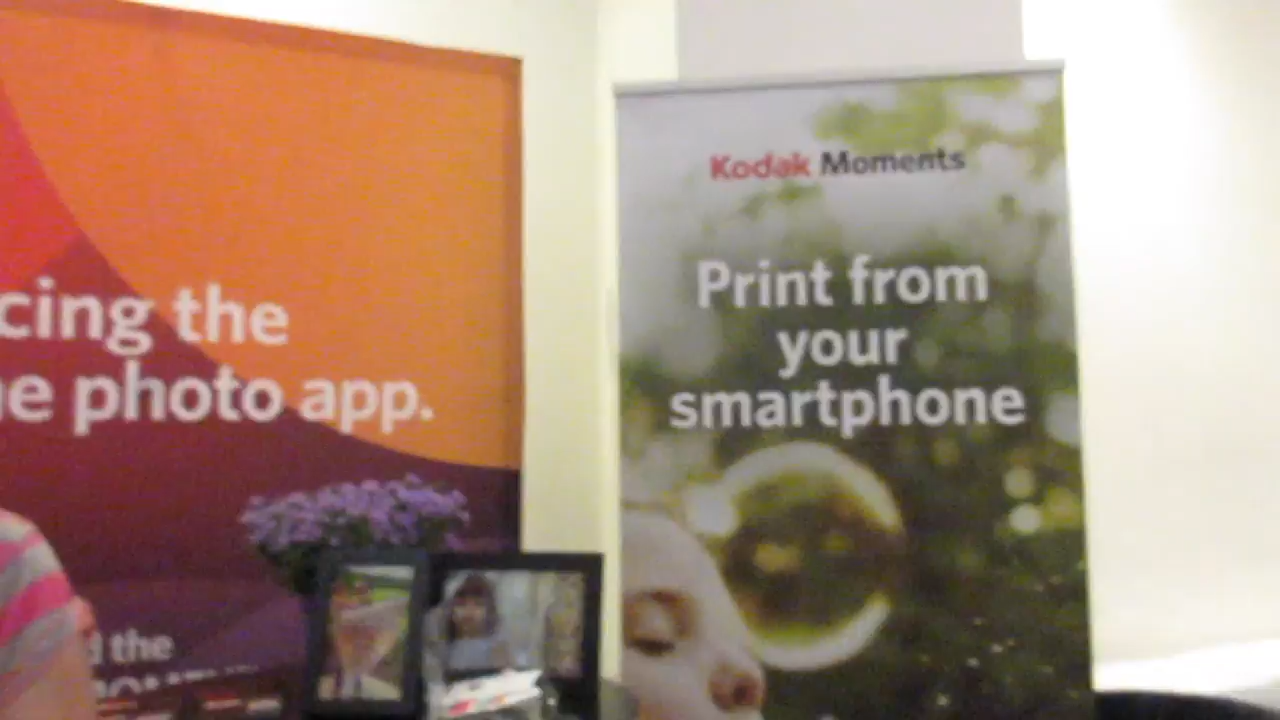 cing the
e photo app.
d the
Kodak Moments
Print from
your
smartphone